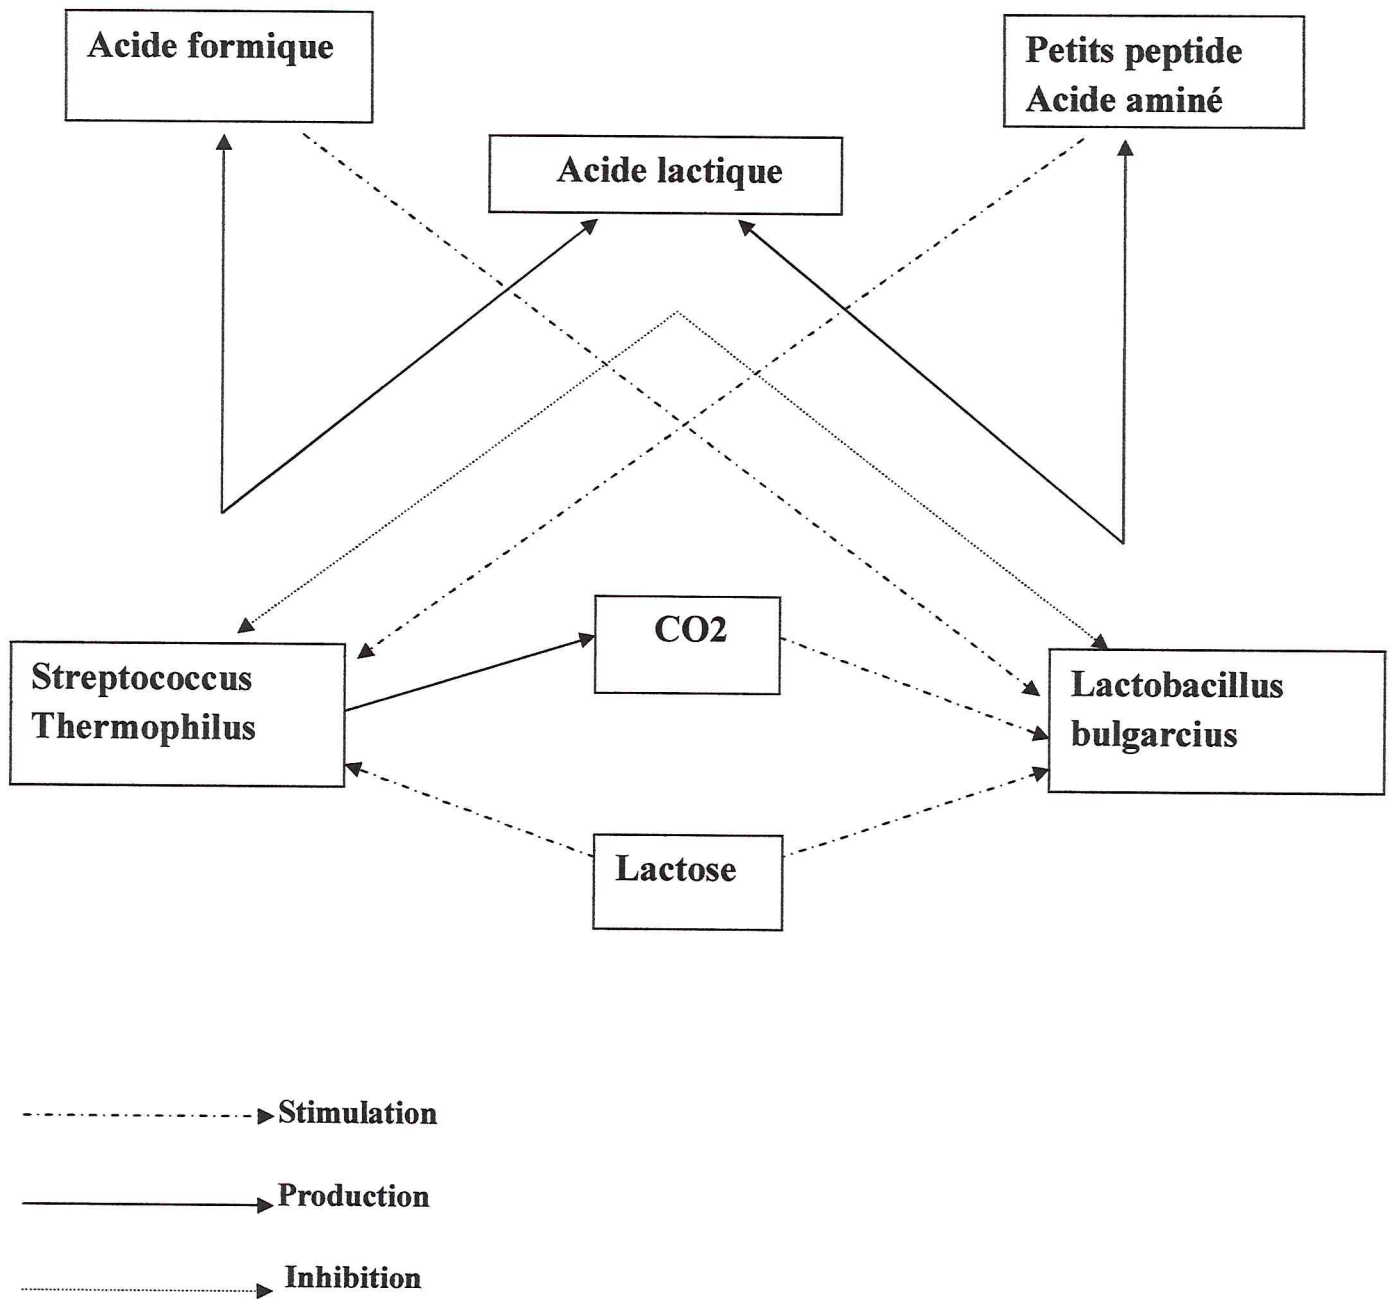 Acide formique
Petits peptide
Acide aminé
Acide lactique
CO2
Streptococcus
Thermophilus
Lactobacillus
bulgarcius
Lactose
Stimulation
Production
Inhibition